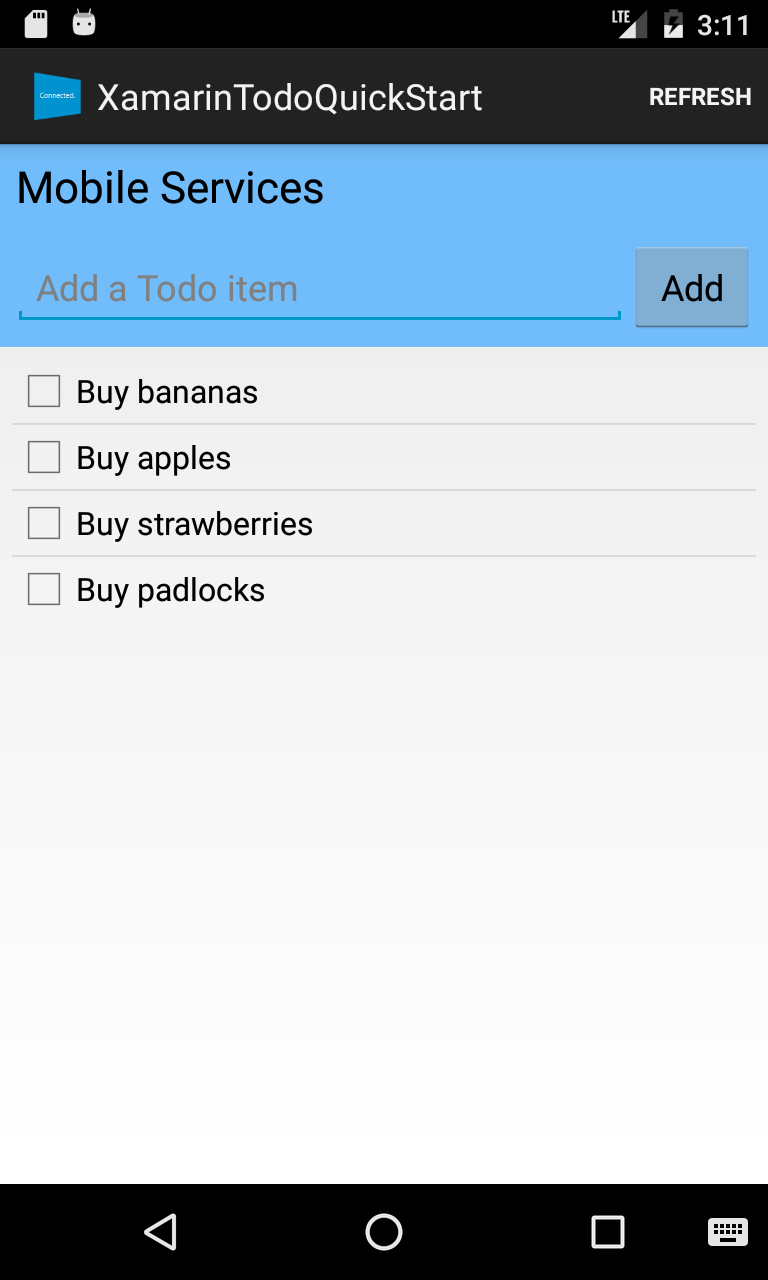 LTE 3:11
Connected.
XamarinTodoQuickStart REFRESH
Mobile Services
Add a Todo item Add
Buy bananas
Buy apples
Buy strawberries
Buy padlocks